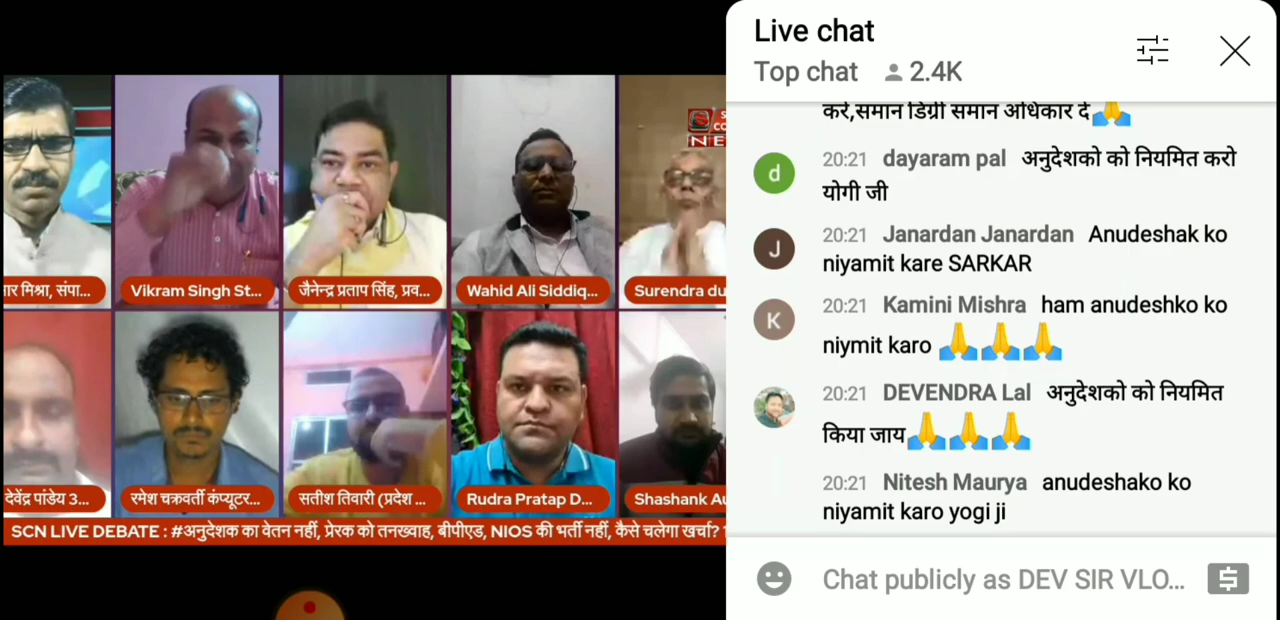 Live chat
Top chat 2.4K
करे,समान डिग्री समान अधिकार दे🙏
20:21 dayaram pal अनुदेशको को नियमित करो
योगी जी
20:21 Janardan Janardan Anudeshak ko
niyamit kare SARKAR
20:21 Kamini Mishra ham anudeshko ko
niymit karo 🙏🙏🙏
20:21 DEVENDRA Lal अनुदेशको को नियमित
किया जाय🙏🙏🙏
20:21 Nitesh Maurya anudeshako ko
niyamit karo yogi ji
Chat publicly as DEV SIR VLO...
d
J
K
NE
ार मिश्रा, संपा...
Vikram Singh St...
जैनेन्द्र प्रताप सिंह, प्रव...
Wahid Ali Siddiq...
Surendra du
देवेंद्र पांडेय 3...
रमेश चक्रवर्ती कंप्यूटर...
सतीश तिवारी (प्रदेश ...
Rudra Pratap D...
Shashank Au
SCN LIVE DEBATE : #अनुदेशक का वेतन नहीं, प्रेरक को तनख्वाह, बीपीएड, NIOS की भर्ती नहीं, कैसे चलेगा खर्चा?